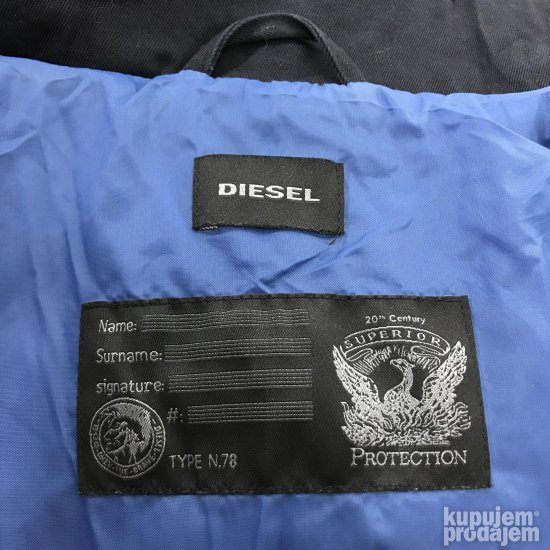 DIESEL
Name:
Surname:
signature:
#:
TYPE N.78
20th Century
SUPERIOR
PROTECTION
kupujem
prodajem